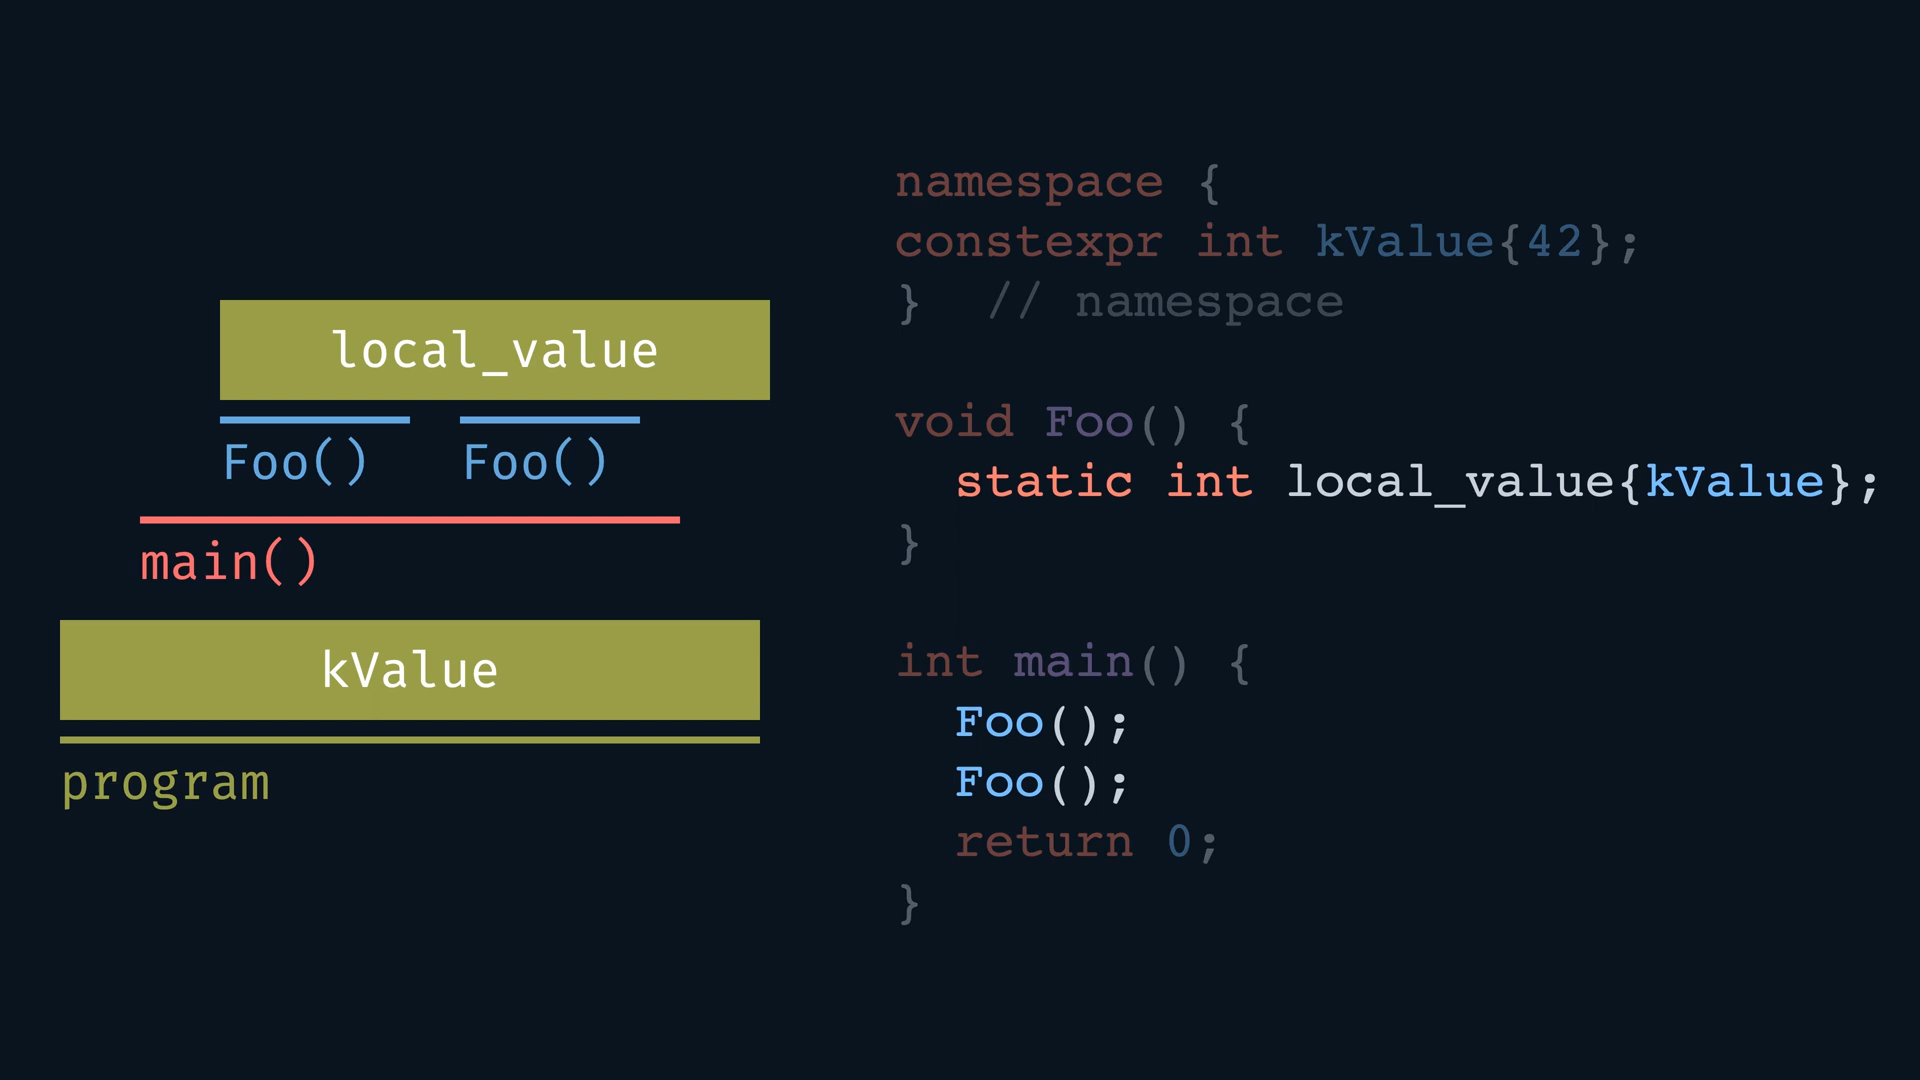 local_value
Foo() Foo()
main()
kValue
program
namespace {
constexpr int kValue{42};
}  // namespace
void Foo() {
  static int local_value{kValue};
}
int main() {
  Foo();
  Foo();
  return 0;
}